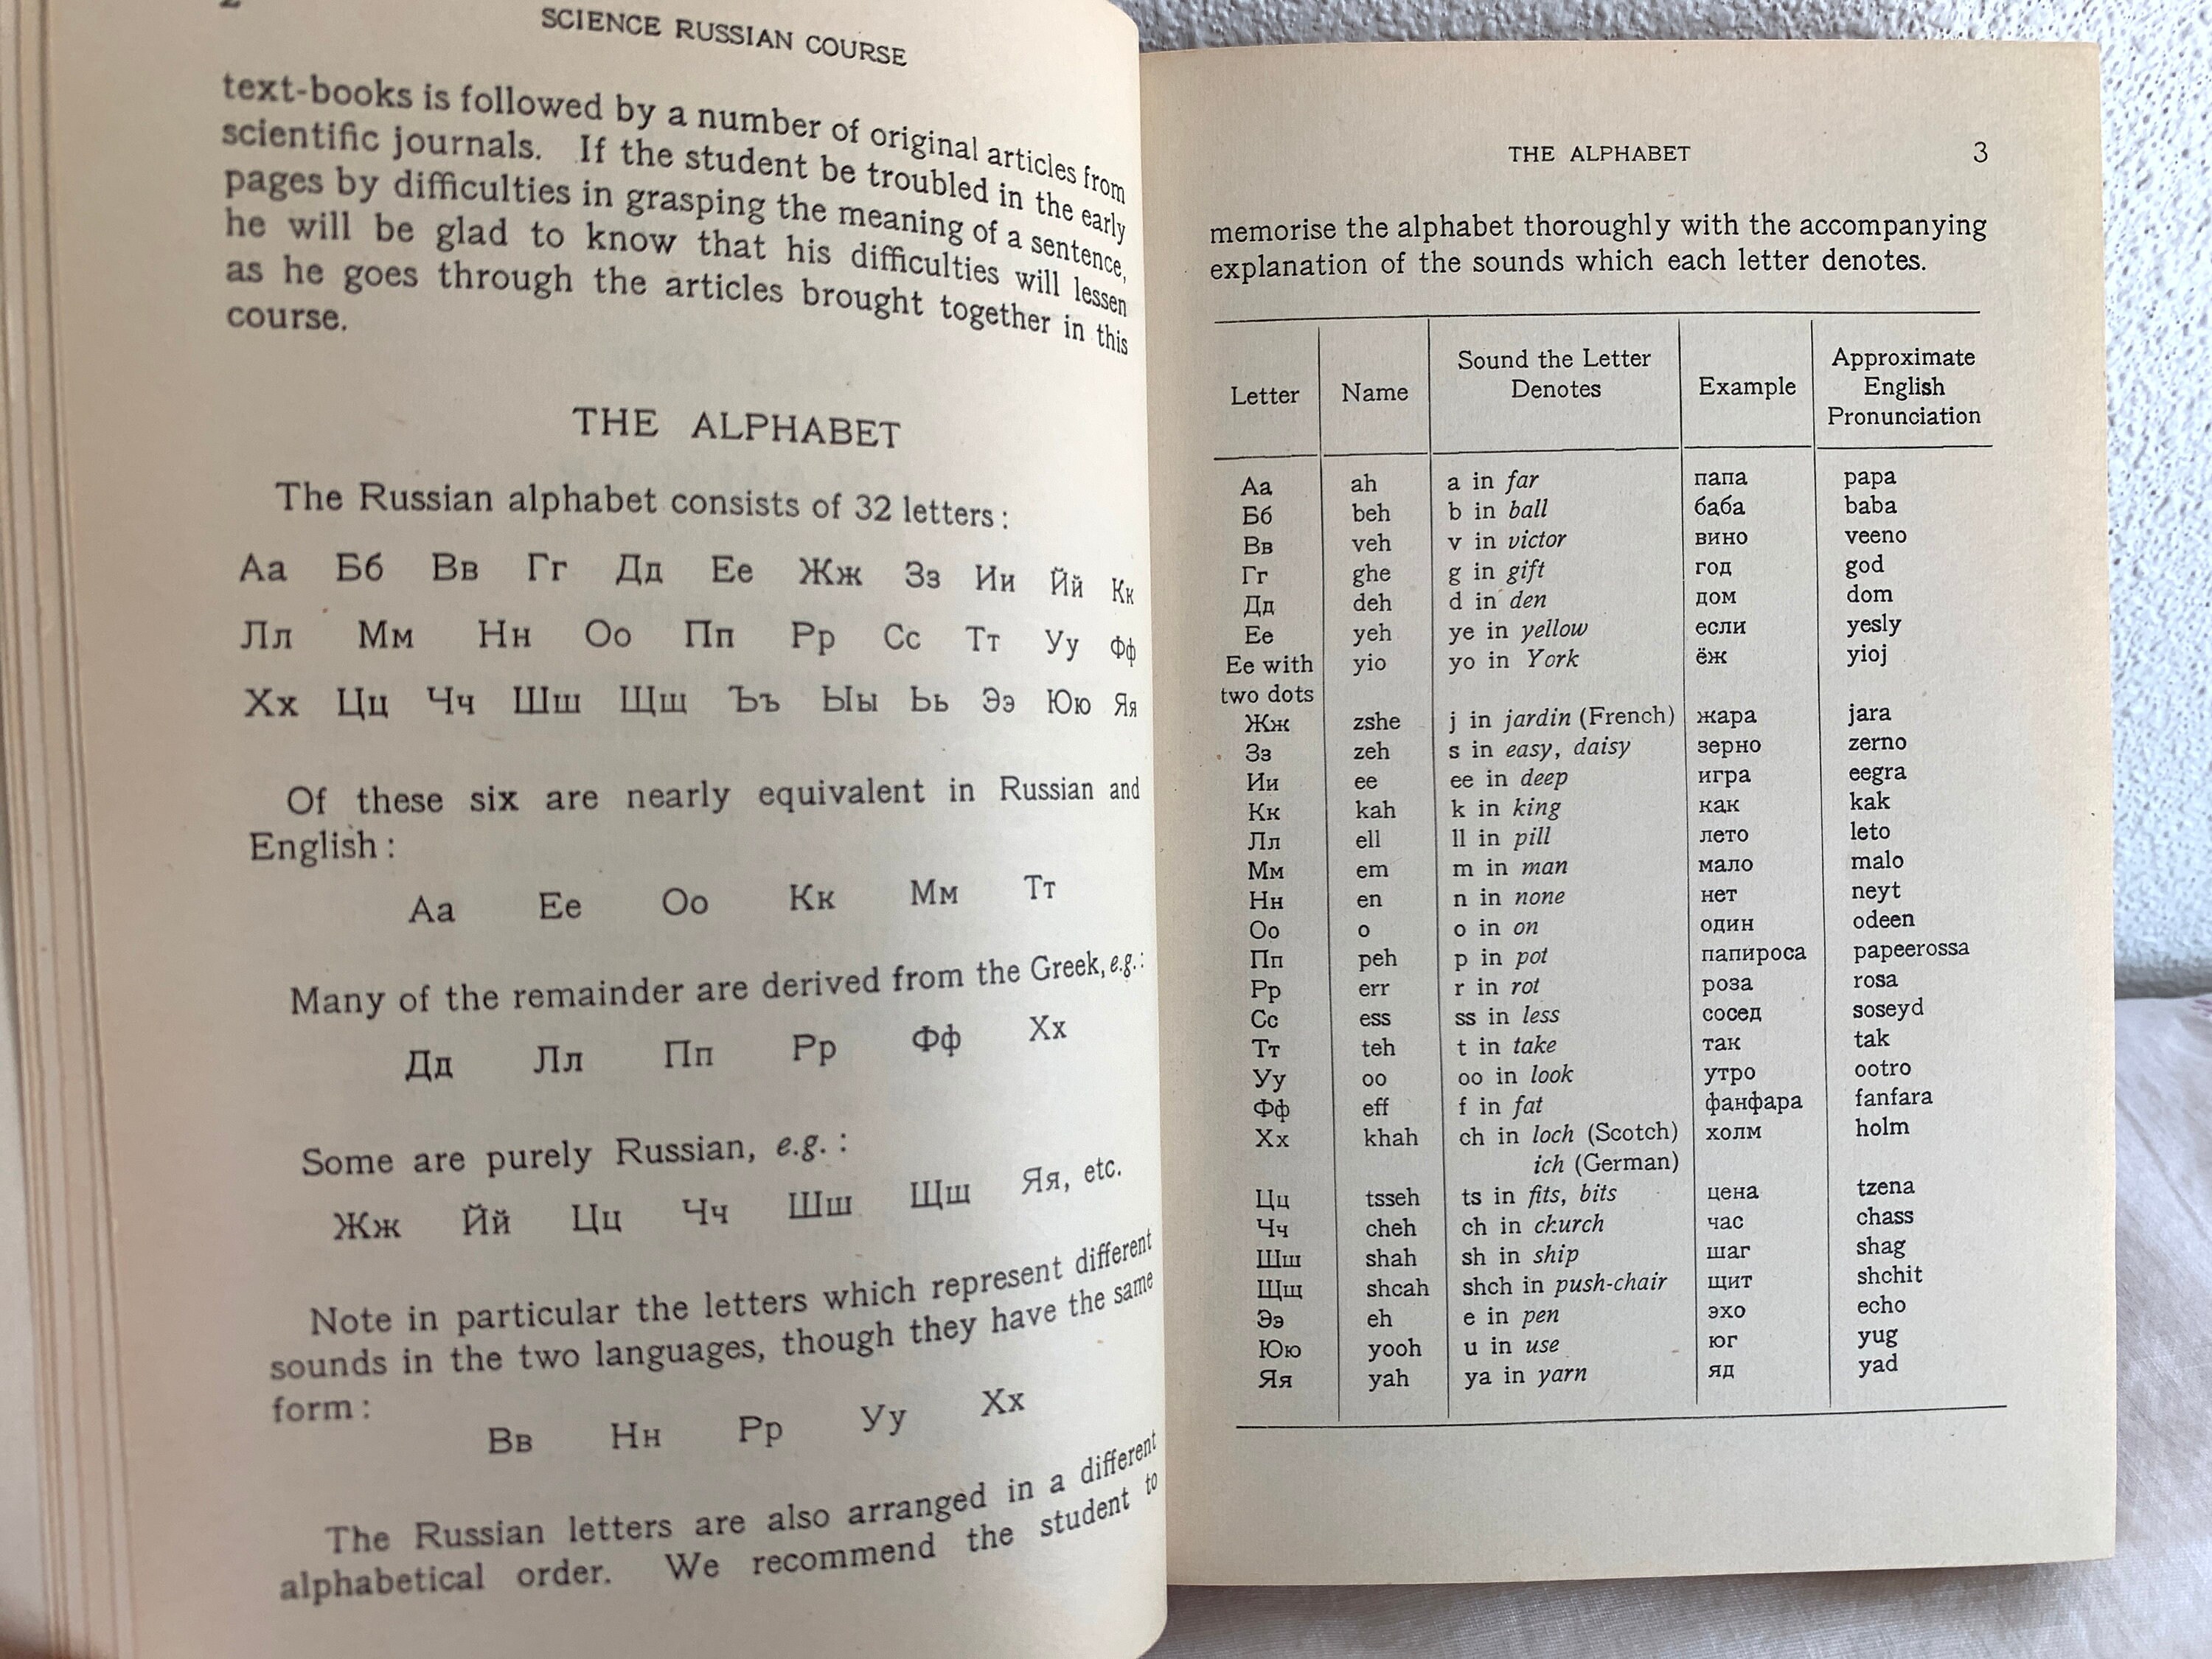 SCIENCE RUSSIAN COURSE
text-books is followed by a number of original articles from
scientific journals. If the student be troubled in the early
pages by difficulties in grasping the meaning of a sentence,
he will be glad to know that his difficulties will lessen
as he goes through the articles brought together in this
course.
THE ALPHABET
The Russian alphabet consists of 32 letters:
Аа Бб Вв Гг Дд Ее Жж Зз Ии Йй Кк
Лл Мм Нн Оо Пп Рр Сс Тт Уу Фф
Хх Цц Чч Шш Щщ Ъъ Ыы Ьь Ээ Юю Яя
Of these six are nearly equivalent in Russian and
English:
Аа Ее Оо Кк Мм Тт
Many of the remainder are derived from the Greek, e.g.:
Дд Лл Пп Рр Фф Хх
Some are purely Russian, e.g.:
Жж Йй Цц Чч Шш Щщ Яя, etc.
Note in particular the letters which represent different
sounds in the two languages, though they have the same
form:
Вв Нн Рр Уу Хх
The Russian letters are also arranged in a different
alphabetical order. We recommend the student to
THE ALPHABET 3
memorise the alphabet thoroughly with the accompanying
explanation of the sounds which each letter denotes.
Letter Name Sound the Letter Denotes Example Approximate English Pronunciation
Аа ah a in far папа papa
Бб beh b in ball баба baba
Вв veh v in victor вино veeno
Гг ghe g in gift год god
Дд deh d in den дом dom
Ее yeh ye in yellow если yesly
Ее with two dots yio yo in York ёж yioj
Жж zshe j in jardin (French) жара jara
Зз zeh s in easy, daisy зерно zerno
Ии ee ee in deep игра eegra
Кк kah k in king как kak
Лл ell ll in pill лето leto
Мм em m in man мало malo
Нн en n in none нет neyt
Оо o o in on один odeen
Пп peh p in pot папироса papeerossa
Рр err r in rot роза rosa
Сс ess ss in less сосед soseyd
Тт teh t in take так tak
Уу oo oo in look утро ootro
Фф eff f in fat фанфара fanfara
Хх khah ch in loch (Scotch) холм holm
ich (German)
Цц tsseh ts in fits, bits цена tzena
Чч cheh ch in church час chass
Шш shah sh in ship шаг shag
Щщ shcah shch in push-chair щит shchit
Ээ eh e in pen эхо echo
Юю yooh u in use юг yug
Яя yah ya in yarn яд yad